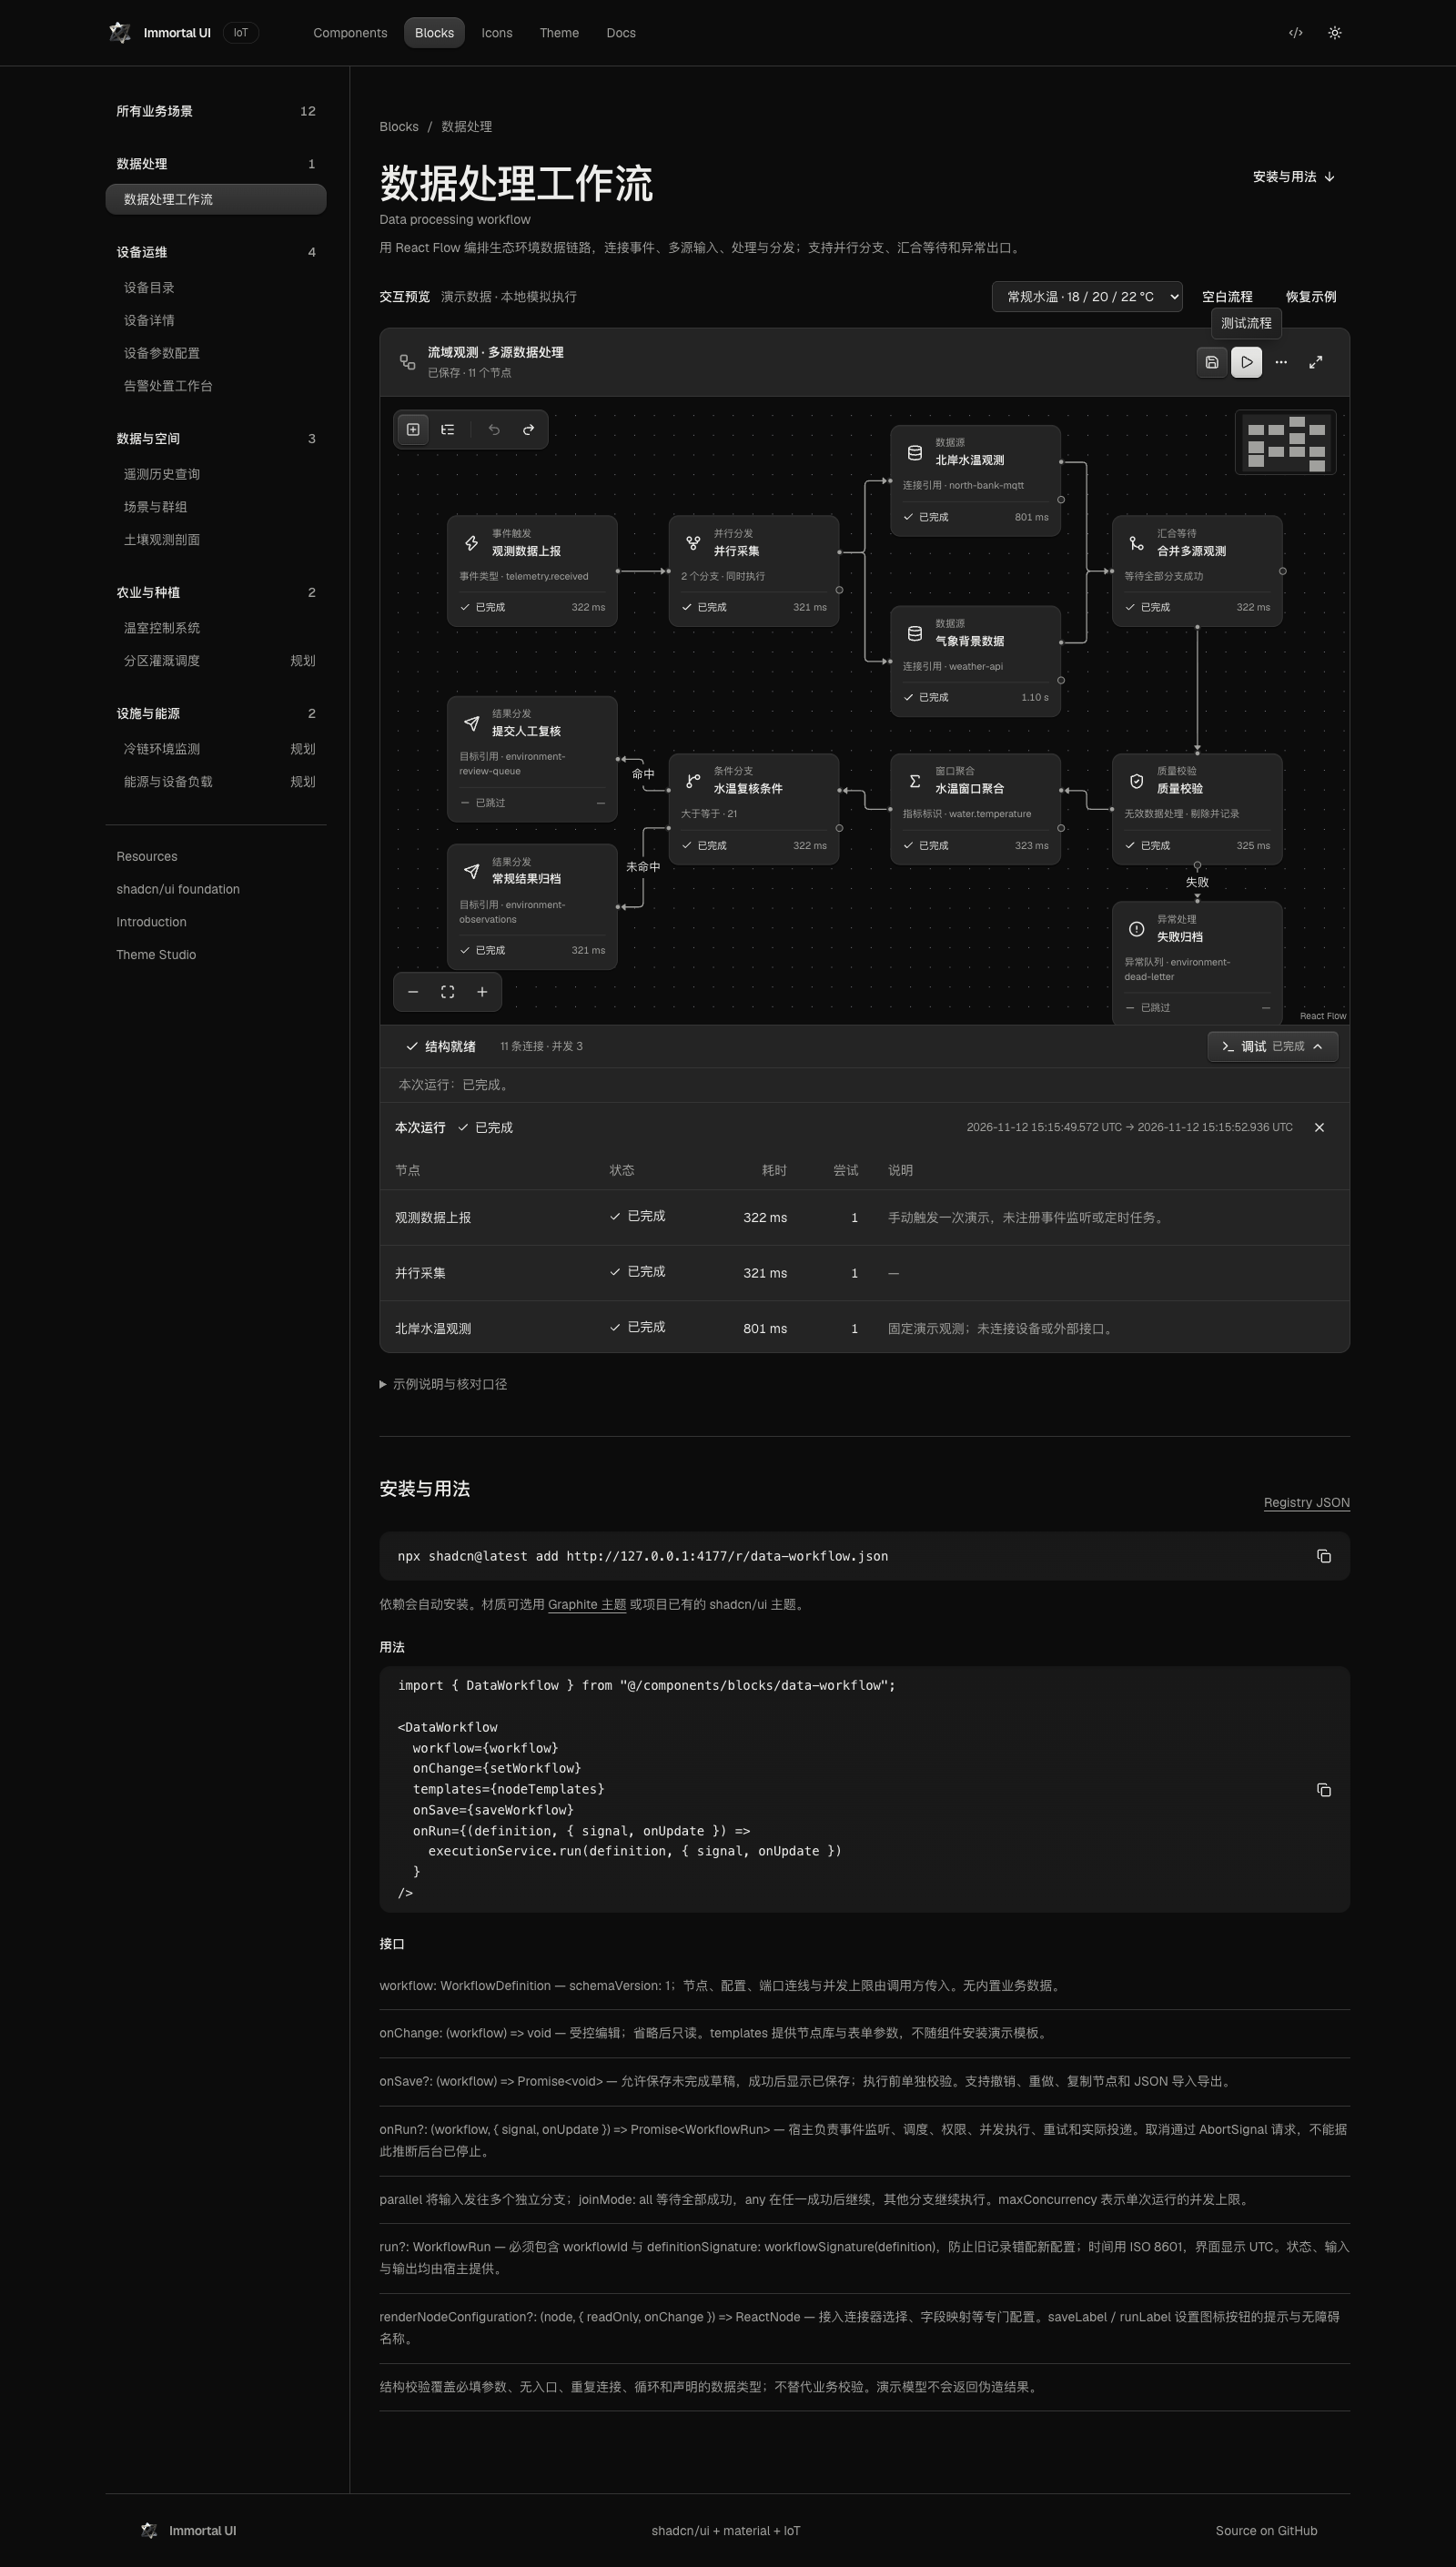 Immortal UI
IoT
Components
Blocks
Icons
Theme
Docs
所有业务场景 12
数据处理 1
数据处理工作流
设备运维 4
设备目录
设备详情
设备参数配置
告警处置工作台
数据与空间 3
遥测历史查询
场景与群组
土壤观测剖面
农业与种植 2
温室控制系统
分区灌溉调度 规划
设施与能源 2
冷链环境监测 规划
能源与设备负载 规划
Resources
shadcn/ui foundation
Introduction
Theme Studio
Blocks / 数据处理
数据处理工作流
安装与用法 ↓
Data processing workflow
用 React Flow 编排生态环境数据链路，连接事件、多源输入、处理与分发；支持并行分支、汇合等待和异常出口。
交互预览 演示数据 · 本地模拟执行
常规水温 · 18 / 20 / 22 °C
空白流程
恢复示例
测试流程
流域观测 · 多源数据处理
已保存 · 11 个节点
数据源
北岸水温观测
连接引用 · north-bank-mqtt
已完成 801 ms
事件触发
观测数据上报
事件类型 · telemetry.received
已完成 322 ms
并行分发
并行采集
2 个分支 · 同时执行
已完成 321 ms
汇合等待
合并多源观测
等待全部分支成功
已完成 322 ms
数据源
气象背景数据
连接引用 · weather-api
已完成 1.10 s
结果分发
提交人工复核
目标引用 · environment-
review-queue
已跳过 —
命中
条件分支
水温复核条件
大于等于 · 21
已完成 322 ms
窗口聚合
水温窗口聚合
指标标识 · water.temperature
已完成 323 ms
质量校验
质量校验
无效数据处理 · 剔除并记录
已完成 325 ms
未命中
结果分发
常规结果归档
目标引用 · environment-
observations
已完成 321 ms
失败
异常处理
失败归档
异常队列 · environment-
dead-letter
已跳过 —
React Flow
结构就绪 11 条连接 · 并发 3
调试 已完成
本次运行：已完成。
本次运行 已完成
2026-11-12 15:15:49.572 UTC → 2026-11-12 15:15:52.936 UTC
节点 状态 耗时 尝试 说明
观测数据上报 已完成 322 ms 1 手动触发一次演示，未注册事件监听或定时任务。
并行采集 已完成 321 ms 1 —
北岸水温观测 已完成 801 ms 1 固定演示观测；未连接设备或外部接口。
示例说明与核对口径
安装与用法
Registry JSON
npx shadcn@latest add http://127.0.0.1:4177/r/data-workflow.json
依赖会自动安装。材质可选用 Graphite 主题 或项目已有的 shadcn/ui 主题。
用法
import { DataWorkflow } from "@/components/blocks/data-workflow";
<DataWorkflow
workflow={workflow}
onChange={setWorkflow}
templates={nodeTemplates}
onSave={saveWorkflow}
onRun={(definition, { signal, onUpdate }) =>
executionService.run(definition, { signal, onUpdate })
}
/>
接口
workflow: WorkflowDefinition — schemaVersion: 1；节点、配置、端口连线与并发上限由调用方传入。无内置业务数据。
onChange: (workflow) => void — 受控编辑；省略后只读。templates 提供节点库与表单参数，不随组件安装演示模板。
onSave?: (workflow) => Promise<void> — 允许保存未完成草稿，成功后显示已保存；执行前单独校验。支持撤销、重做、复制节点和 JSON 导入导出。
onRun?: (workflow, { signal, onUpdate }) => Promise<WorkflowRun> — 宿主负责事件监听、调度、权限、并发执行、重试和实际投递。取消通过 AbortSignal 请求，不能据
此推断后台已停止。
parallel 将输入发往多个独立分支；joinMode: all 等待全部成功，any 在任一成功后继续，其他分支继续执行。maxConcurrency 表示单次运行的并发上限。
run?: WorkflowRun — 必须包含 workflowId 与 definitionSignature: workflowSignature(definition)，防止旧记录错配新配置；时间用 ISO 8601，界面显示 UTC。状态、输入
与输出均由宿主提供。
renderNodeConfiguration?: (node, { readOnly, onChange }) => ReactNode — 接入连接器选择、字段映射等专门配置。saveLabel / runLabel 设置图标按钮的提示与无障碍
名称。
结构校验覆盖必填参数、无入口、重复连接、循环和声明的数据类型；不替代业务校验。演示模型不会返回伪造结果。
Immortal UI
shadcn/ui + material + IoT
Source on GitHub